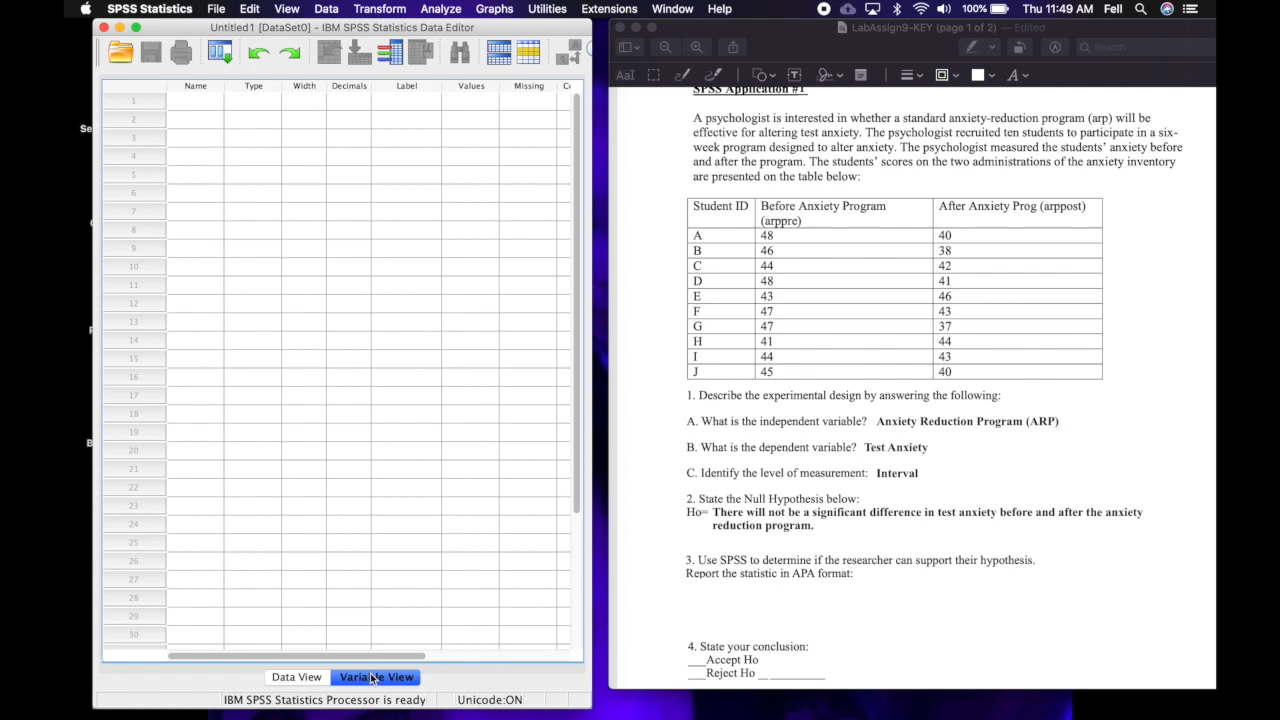 SPSS Statistics File Edit View Data Transform Analyze Graphs Utilities Extensions Window Help 100% Thu 11:49 AM Fell
Untitled1 [DataSet0] - IBM SPSS Statistics Data Editor
Name Type Width Decimals Label Values Missing
1
2
3
4
5
6
7
8
9
10
11
12
13
14
15
16
17
18
19
20
21
22
23
24
25
26
27
28
29
30
Data View Variable View
IBM SPSS Statistics Processor is ready Unicode:ON
LabAssign9-KEY (page 1 of 2) — Edited
Search
SPSS Application #1
A psychologist is interested in whether a standard anxiety-reduction program (arp) will be
effective for altering test anxiety. The psychologist recruited ten students to participate in a six-
week program designed to alter anxiety. The psychologist measured the students' anxiety before
and after the program. The students' scores on the two administrations of the anxiety inventory
are presented on the table below:
Student ID Before Anxiety Program After Anxiety Prog (arppost)
(arppre)
A 48 40
B 46 38
C 44 42
D 48 41
E 43 46
F 47 43
G 47 37
H 41 44
I 44 43
J 45 40
1. Describe the experimental design by answering the following:
A. What is the independent variable? Anxiety Reduction Program (ARP)
B. What is the dependent variable? Test Anxiety
C. Identify the level of measurement: Interval
2. State the Null Hypothesis below:
Ho= There will not be a significant difference in test anxiety before and after the anxiety
reduction program.
3. Use SPSS to determine if the researcher can support their hypothesis.
Report the statistic in APA format:
4. State your conclusion:
___Accept Ho
___Reject Ho ___________